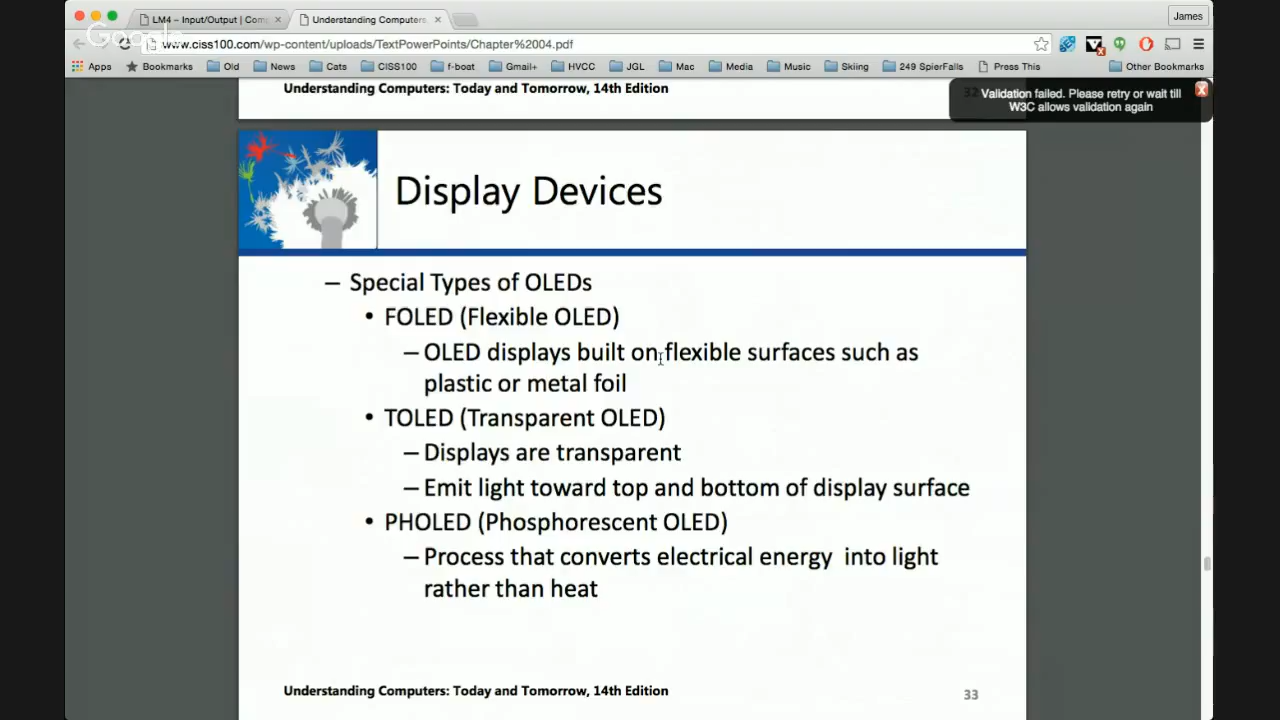 LM4 – Input/Output | Com
Understanding Computers:
James
Google
www.ciss100.com/wp-content/uploads/TextPowerPoints/Chapter%2004.pdf
Apps Bookmarks Old News Cats CISS100 f-boat Gmail+ HVCC JGL Mac Media Music Skiing 249 SpierFalls Press This Other Bookmarks
Understanding Computers: Today and Tomorrow, 14th Edition
32
Validation failed. Please retry or wait till
W3C allows validation again
Display Devices
– Special Types of OLEDs
• FOLED (Flexible OLED)
– OLED displays built on flexible surfaces such as
plastic or metal foil
• TOLED (Transparent OLED)
– Displays are transparent
– Emit light toward top and bottom of display surface
• PHOLED (Phosphorescent OLED)
– Process that converts electrical energy into light
rather than heat
Understanding Computers: Today and Tomorrow, 14th Edition
33